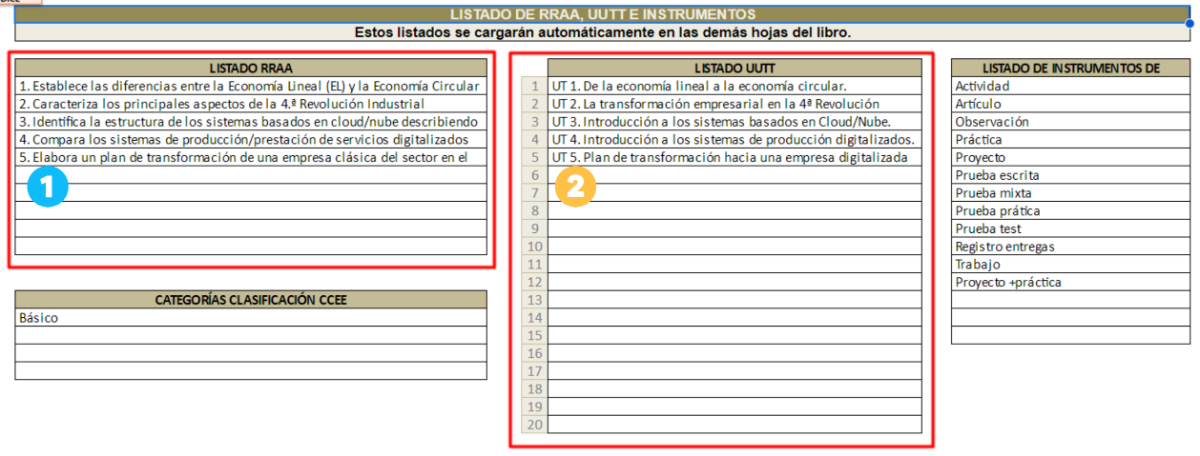 LISTADO DE RRAA, UUTT E INSTRUMENTOS
Estos listados se cargarán automáticamente en las demás hojas del libro.
LISTADO RRAA
1. Establece las diferencias entre la Economía Lineal (EL) y la Economía Circular
2. Caracteriza los principales aspectos de la 4.ª Revolución Industrial
3. Identifica la estructura de los sistemas basados en cloud/nube describiendo
4. Compara los sistemas de producción/prestación de servicios digitalizados
5. Elabora un plan de transformación de una empresa clásica del sector en el
1
CATEGORÍAS CLASIFICACIÓN CCEE
Básico
LISTADO UUTT
1 UT 1. De la economía lineal a la economía circular.
2 UT 2. La transformación empresarial en la 4ª Revolución
3 UT 3. Introducción a los sistemas basados en Cloud/Nube.
4 UT 4. Introducción a los sistemas de producción digitalizados.
5 UT 5. Plan de transformación hacia una empresa digitalizada
6
2
7
8
9
10
11
12
13
14
15
16
17
18
19
20
LISTADO DE INSTRUMENTOS DE
Actividad
Artículo
Observación
Práctica
Proyecto
Prueba escrita
Prueba mixta
Prueba prática
Prueba test
Registro entregas
Trabajo
Proyecto +práctica